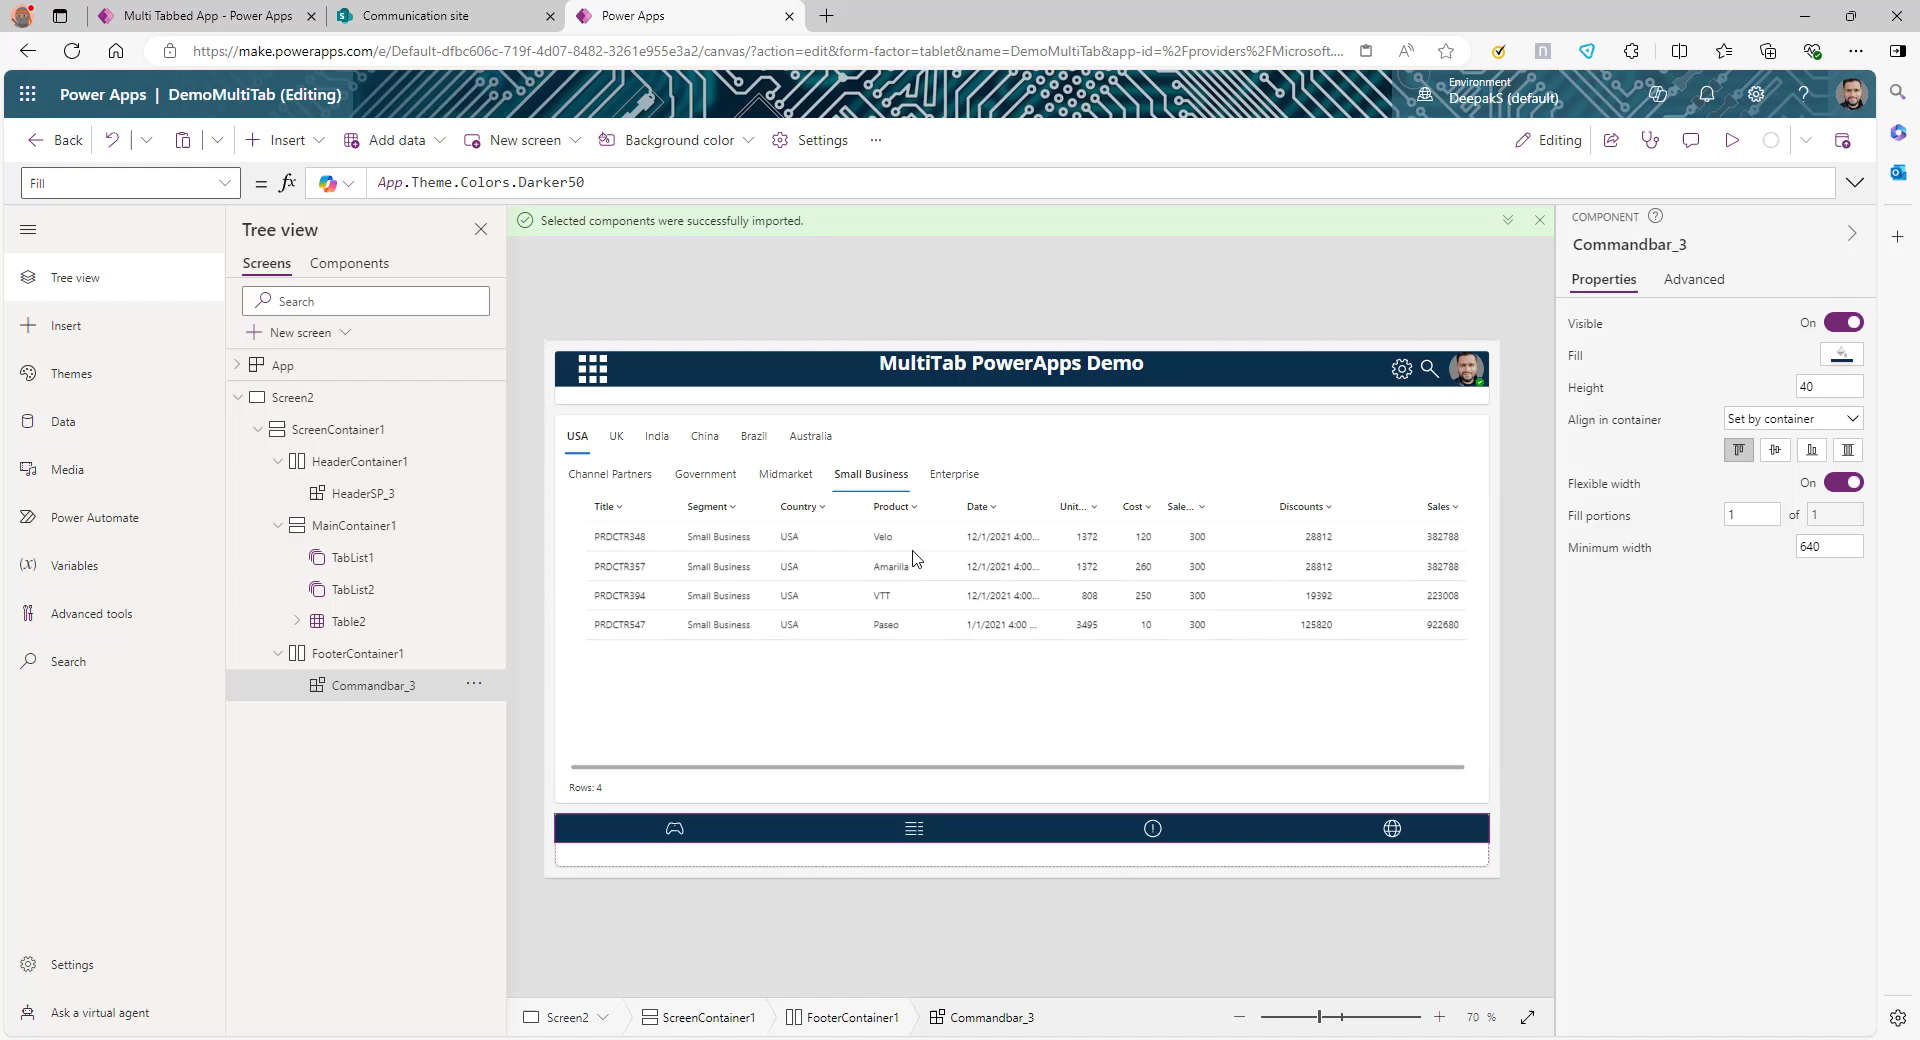 Multi Tabbed App - Power Apps
Communication site
Power Apps
https://make.powerapps.com/e/Default-dfbc606c-719f-4d07-8482-3261e955e3a2/canvas/?action=edit&form-factor=tablet&name=DemoMultiTab&app-id=%2Fproviders%2FMicrosoft....
Power Apps | DemoMultiTab (Editing)
Environment
DeepakS (default)
Back
Insert
Add data
New screen
Background color
Settings
Editing
Fill
= fx
App.Theme.Colors.Darker50
Tree view
Insert
Themes
Data
Media
Power Automate
Variables
Advanced tools
Search
Settings
Ask a virtual agent
Tree view
Screens Components
Search
New screen
App
Screen2
ScreenContainer1
HeaderContainer1
HeaderSP_3
MainContainer1
TabList1
TabList2
Table2
FooterContainer1
Commandbar_3
Selected components were successfully imported.
MultiTab PowerApps Demo
USA UK India China Brazil Australia
Channel Partners Government Midmarket Small Business Enterprise
Title Segment Country Product Date Unit... Cost Sale... Discounts Sales
PRDCTR348 Small Business USA Velo 12/1/2021 4:00... 1372 120 300 28812 382788
PRDCTR357 Small Business USA Amarilla 12/1/2021 4:00... 1372 260 300 28812 382788
PRDCTR394 Small Business USA VTT 12/1/2021 4:00... 808 250 300 19392 223008
PRDCTR547 Small Business USA Paseo 1/1/2021 4:00 ... 3495 10 300 125820 922680
Rows: 4
Screen2
ScreenContainer1
FooterContainer1
Commandbar_3
70 %
COMPONENT
Commandbar_3
Properties Advanced
Visible On
Fill
Height 40
Align in container Set by container
Flexible width On
Fill portions 1 of 1
Minimum width 640